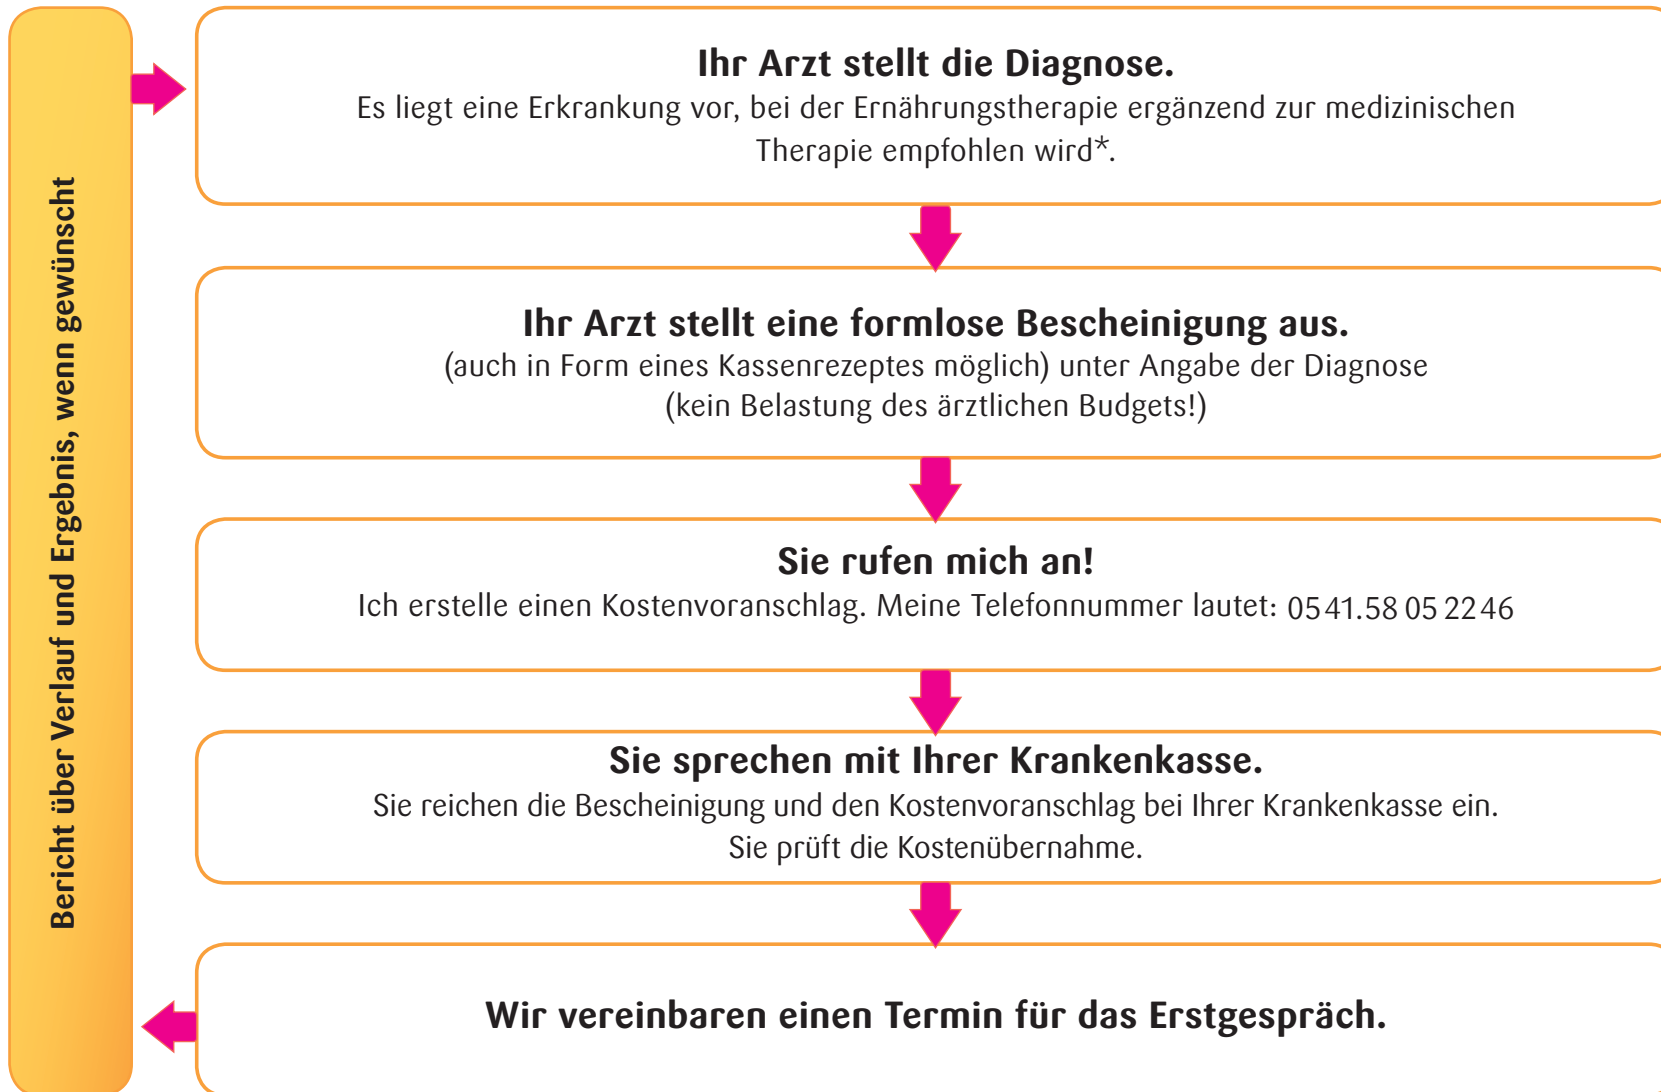 Bericht über Verlauf und Ergebnis, wenn gewünscht
Ihr Arzt stellt die Diagnose.
Es liegt eine Erkrankung vor, bei der Ernährungstherapie ergänzend zur medizinischen
Therapie empfohlen wird*.
Ihr Arzt stellt eine formlose Bescheinigung aus.
(auch in Form eines Kassenrezeptes möglich) unter Angabe der Diagnose
(kein Belastung des ärztlichen Budgets!)
Sie rufen mich an!
Ich erstelle einen Kostenvoranschlag. Meine Telefonnummer lautet: 05 41.58 05 22 46
Sie sprechen mit Ihrer Krankenkasse.
Sie reichen die Bescheinigung und den Kostenvoranschlag bei Ihrer Krankenkasse ein.
Sie prüft die Kostenübernahme.
Wir vereinbaren einen Termin für das Erstgespräch.